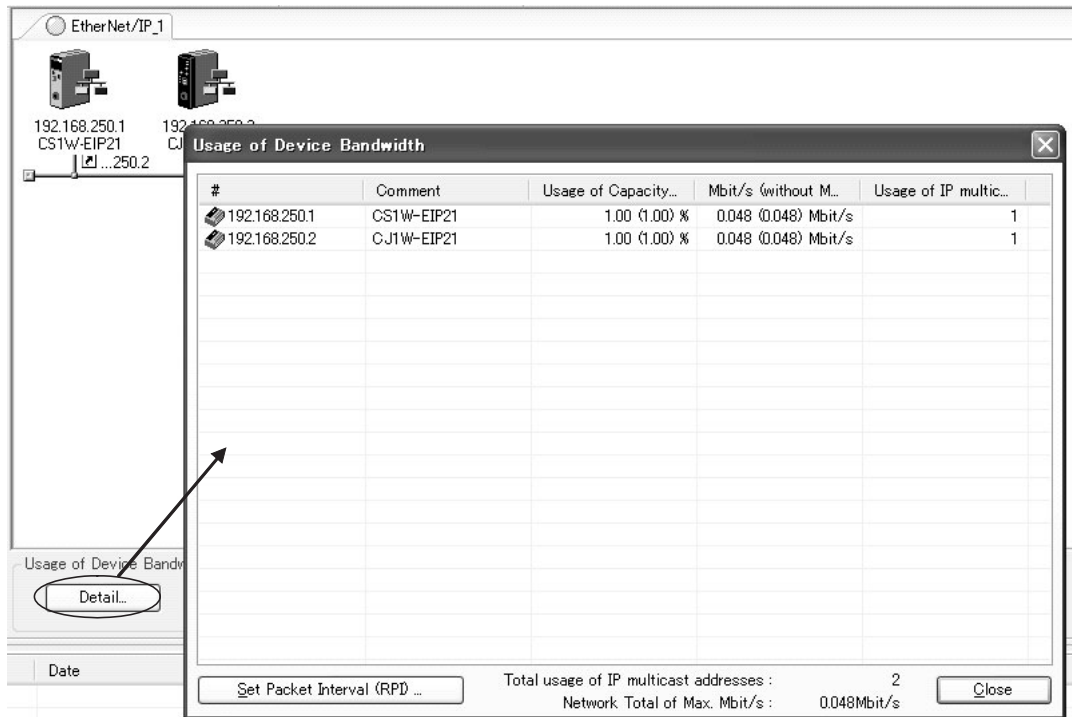 EtherNet/IP_1
192.168.250.1
CS1W-EIP21
...250.2
Usage of Device Bandwidth
# Comment Usage of Capacity... Mbit/s (without M... Usage of IP multic...
192.168.250.1 CS1W-EIP21 1.00 (1.00) % 0.048 (0.048) Mbit/s 1
192.168.250.2 CJ1W-EIP21 1.00 (1.00) % 0.048 (0.048) Mbit/s 1
Usage of Device
Detail...
Date
Set Packet Interval (RPI) ...
Total usage of IP multicast addresses : 2
Network Total of Max. Mbit/s : 0.048Mbit/s
Close